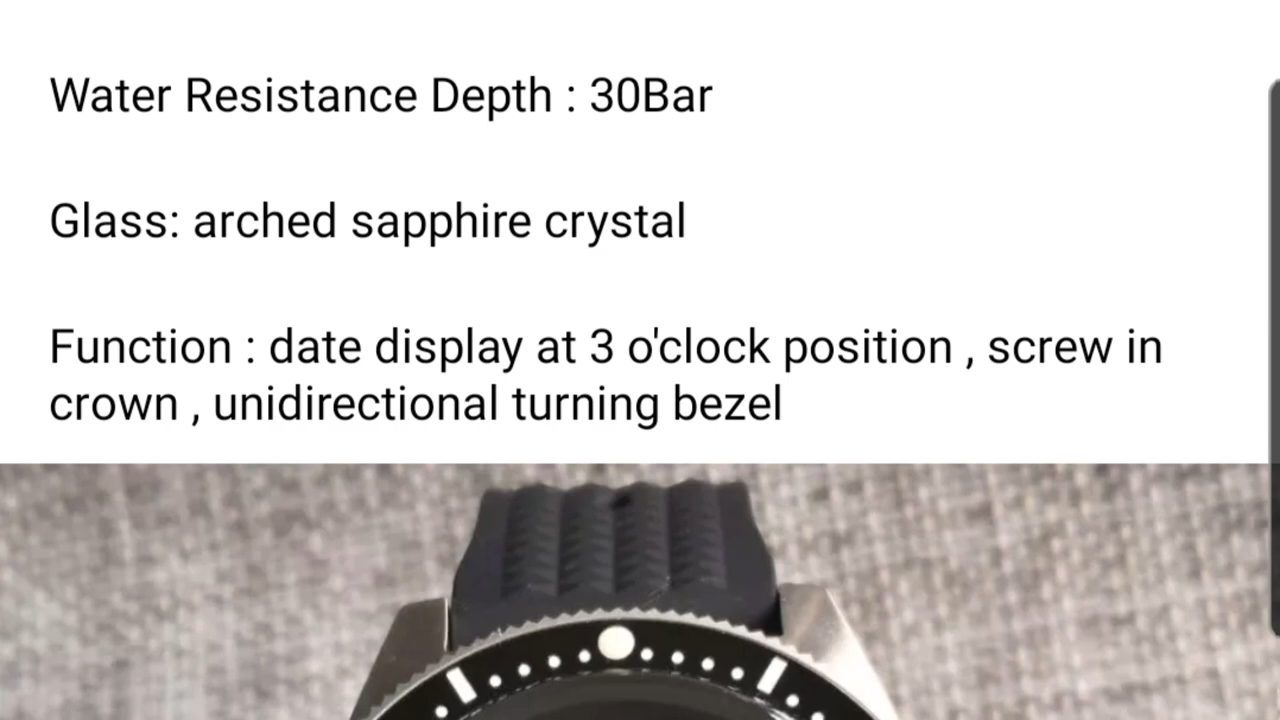 Water Resistance Depth : 30Bar
Glass: arched sapphire crystal
Function : date display at 3 o'clock position , screw in
crown , unidirectional turning bezel